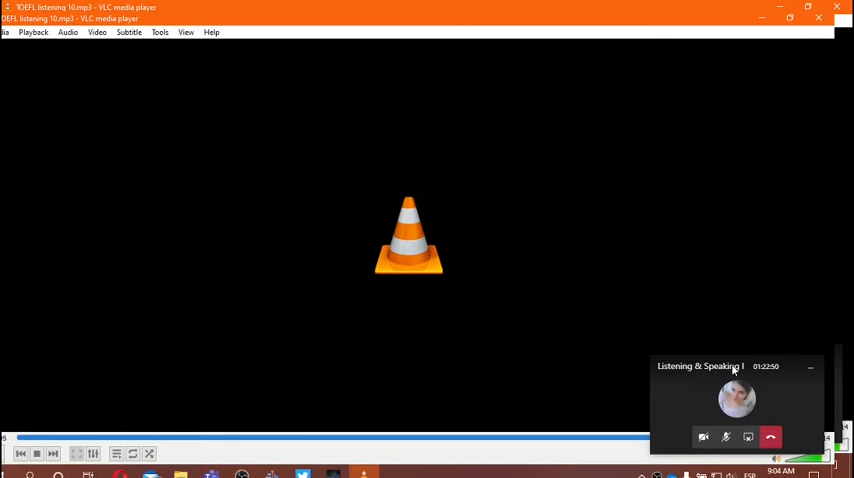 TOEFL listening 10.mp3 - VLC media player
OEFL listening 10.mp3 - VLC media player
ia Playback Audio Video Subtitle Tools View Help
Listening & Speaking I 01:22:50
ESP
9:04 AM